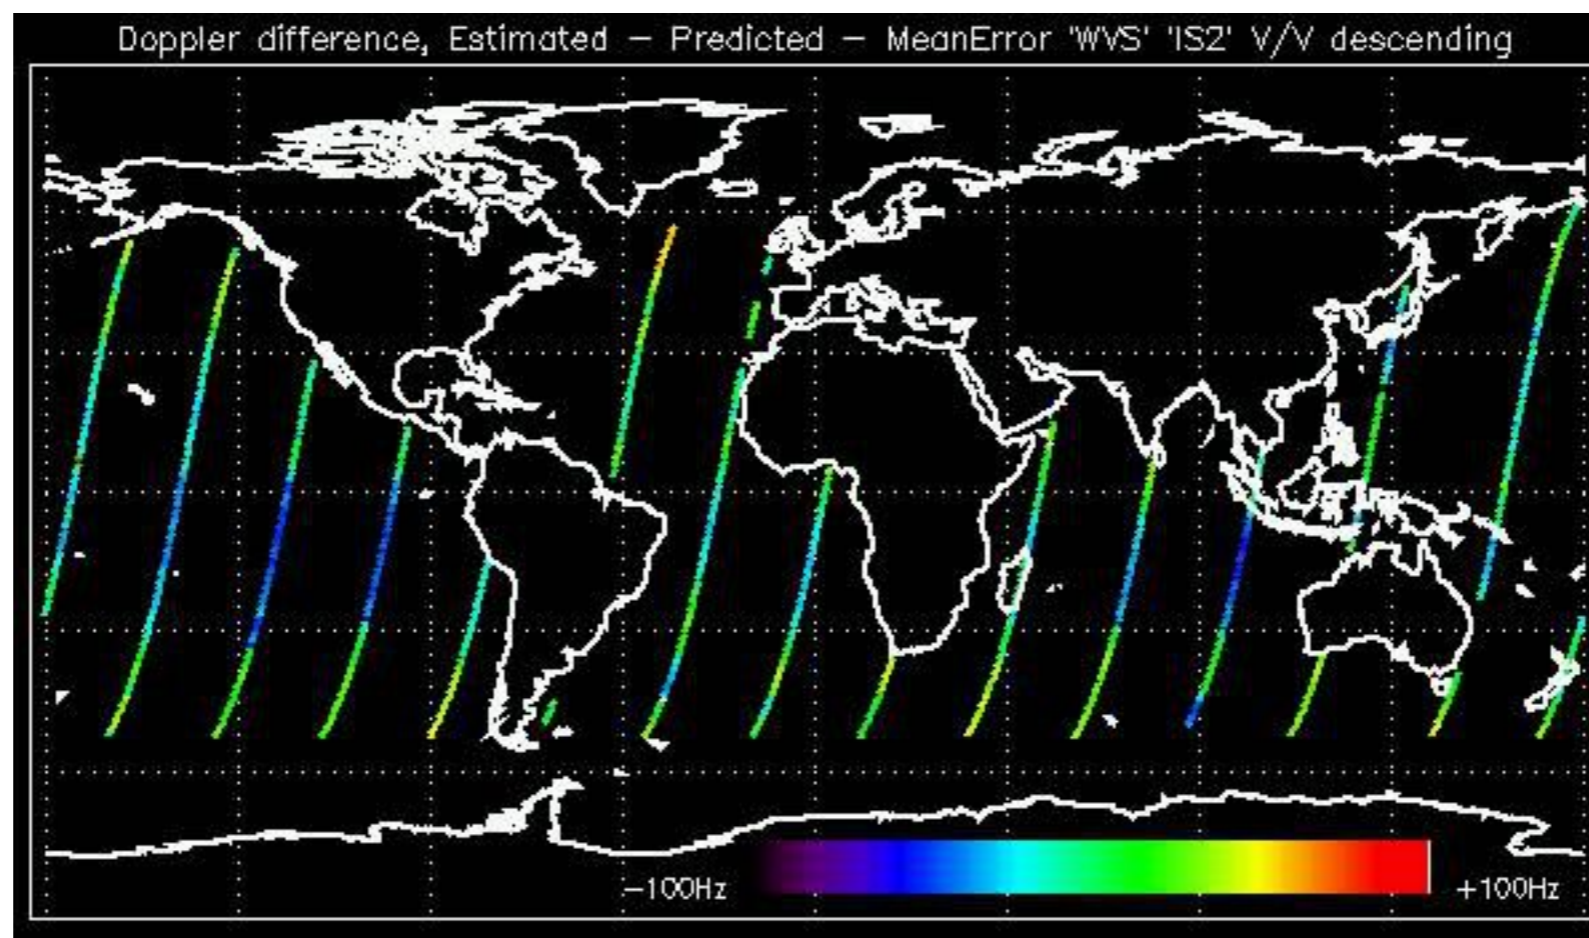 Doppler difference, Estimated – Predicted – MeanError 'WVS' 'IS2' V/V descending
–100Hz
+100Hz